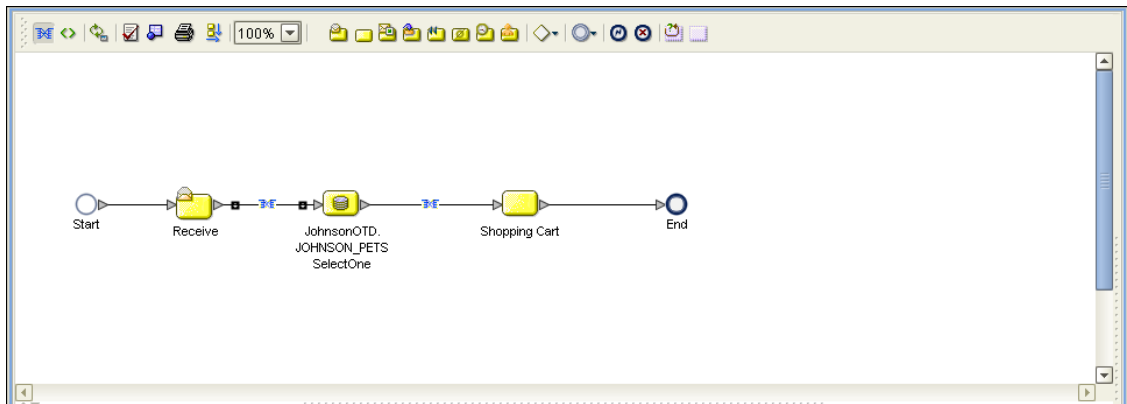 100%
Start
Receive
JohnsonOTD.
JOHNSON_PETS
SelectOne
Shopping Cart
End